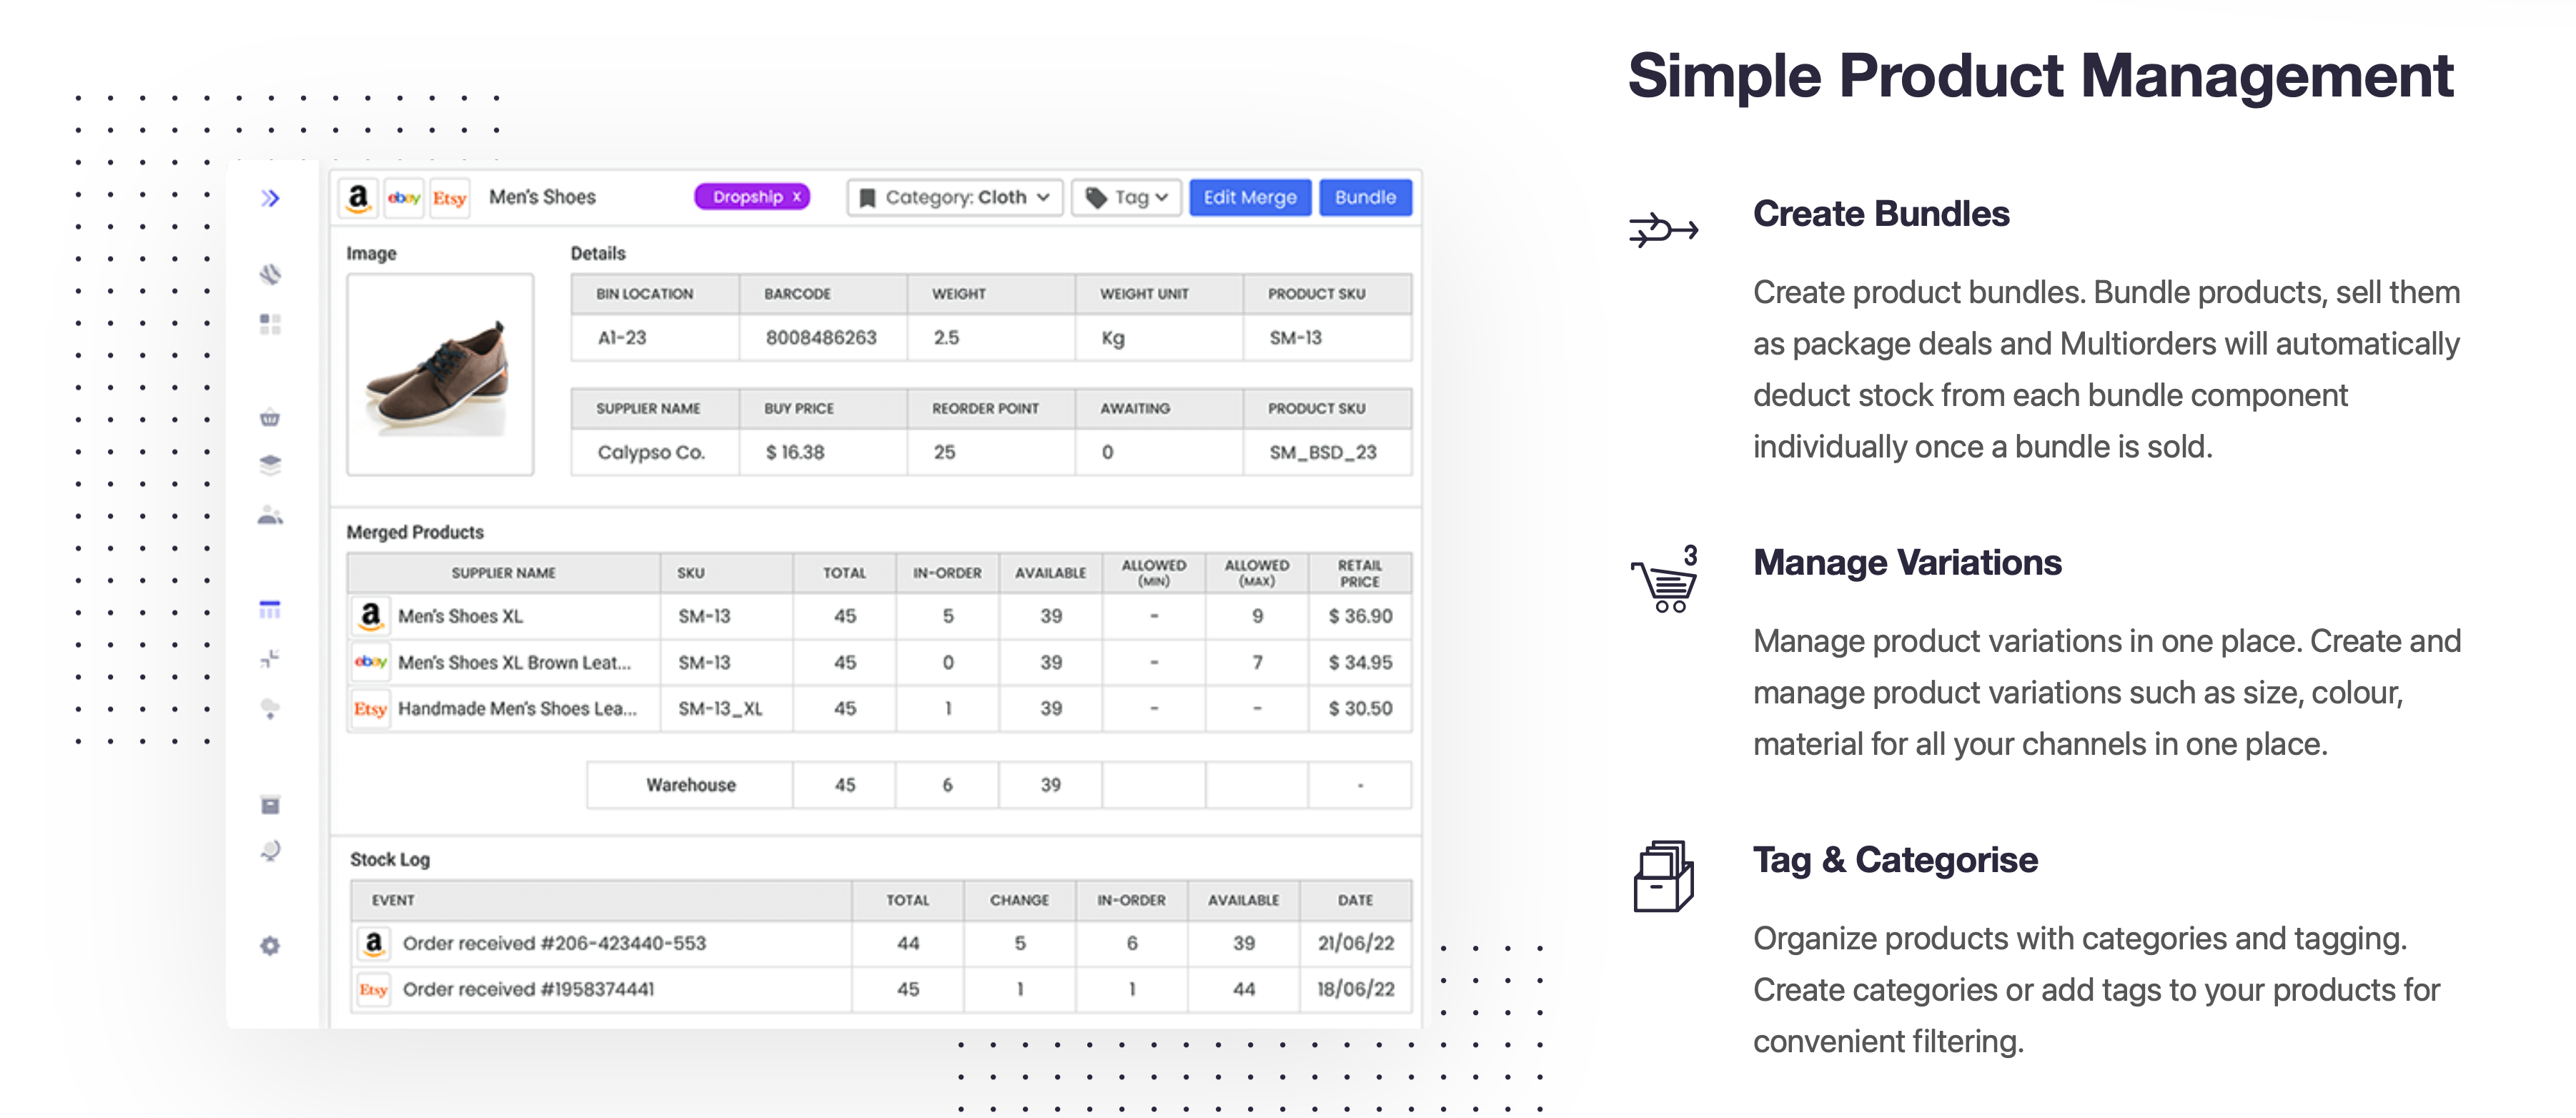 Simple Product Management
a ebay Etsy Men's Shoes Dropship x Category: Cloth Tag Edit Merge Bundle
Image
Details
BIN LOCATION BARCODE WEIGHT WEIGHT UNIT PRODUCT SKU
A1-23 8008486263 2.5 Kg SM-13
SUPPLIER NAME BUY PRICE REORDER POINT AWAITING PRODUCT SKU
Calypso Co. $ 16.38 25 0 SM_BSD_23
Merged Products
SUPPLIER NAME SKU TOTAL IN-ORDER AVAILABLE ALLOWED (MIN) ALLOWED (MAX) RETAIL PRICE
a Men's Shoes XL SM-13 45 5 39 - 9 $ 36.90
ebay Men's Shoes XL Brown Leat... SM-13 45 0 39 - 7 $ 34.95
Etsy Handmade Men's Shoes Lea... SM-13_XL 45 1 39 - - $ 30.50
Warehouse 45 6 39 -
Stock Log
EVENT TOTAL CHANGE IN-ORDER AVAILABLE DATE
a Order received #206-423440-553 44 5 6 39 21/06/22
Etsy Order received #1958374441 45 1 1 44 18/06/22
Create Bundles
Create product bundles. Bundle products, sell them
as package deals and Multiorders will automatically
deduct stock from each bundle component
individually once a bundle is sold.
3
Manage Variations
Manage product variations in one place. Create and
manage product variations such as size, colour,
material for all your channels in one place.
Tag & Categorise
Organize products with categories and tagging.
Create categories or add tags to your products for
convenient filtering.